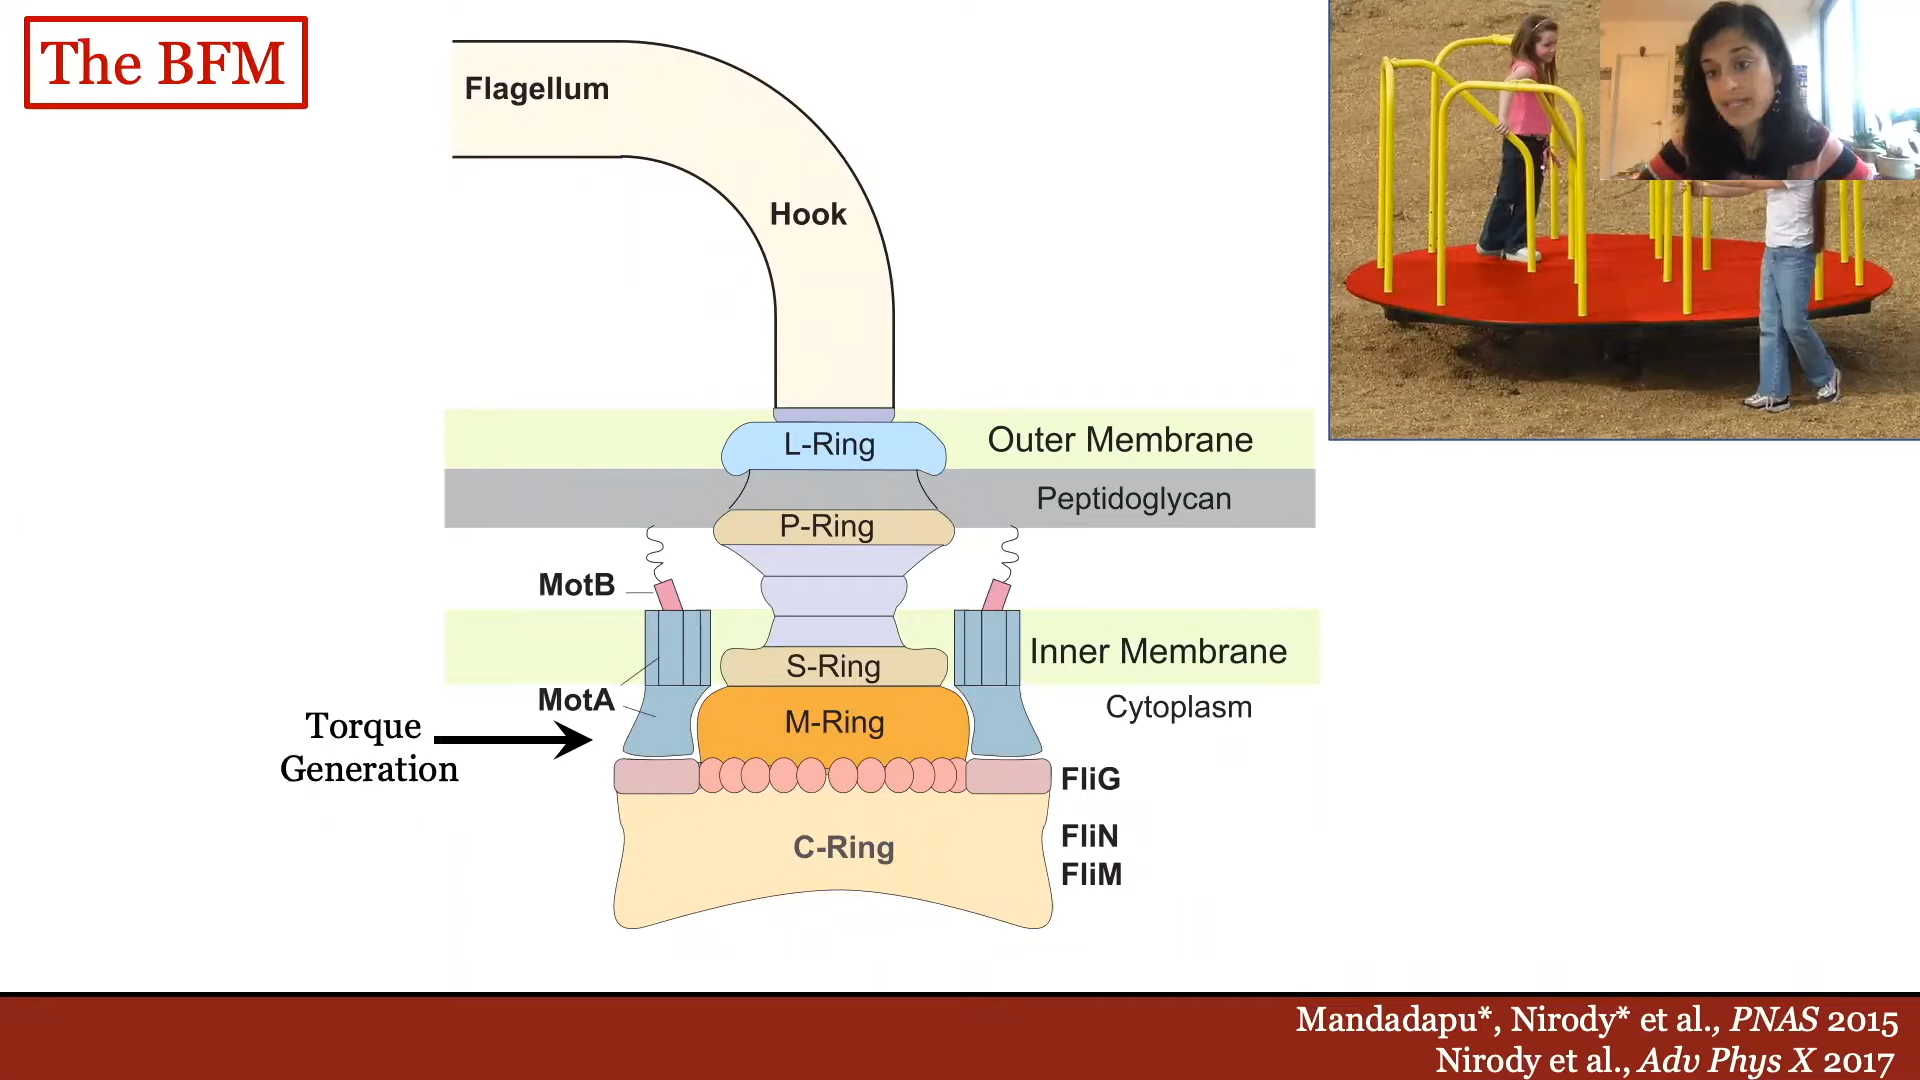 The BFM
Flagellum
Hook
L-Ring
Outer Membrane
Peptidoglycan
P-Ring
MotB
Inner Membrane
S-Ring
MotA
Cytoplasm
Torque
Generation
M-Ring
FliG
FliN
C-Ring
FliM
Mandadapu*, Nirody* et al., PNAS 2015
Nirody et al., Adv Phys X 2017